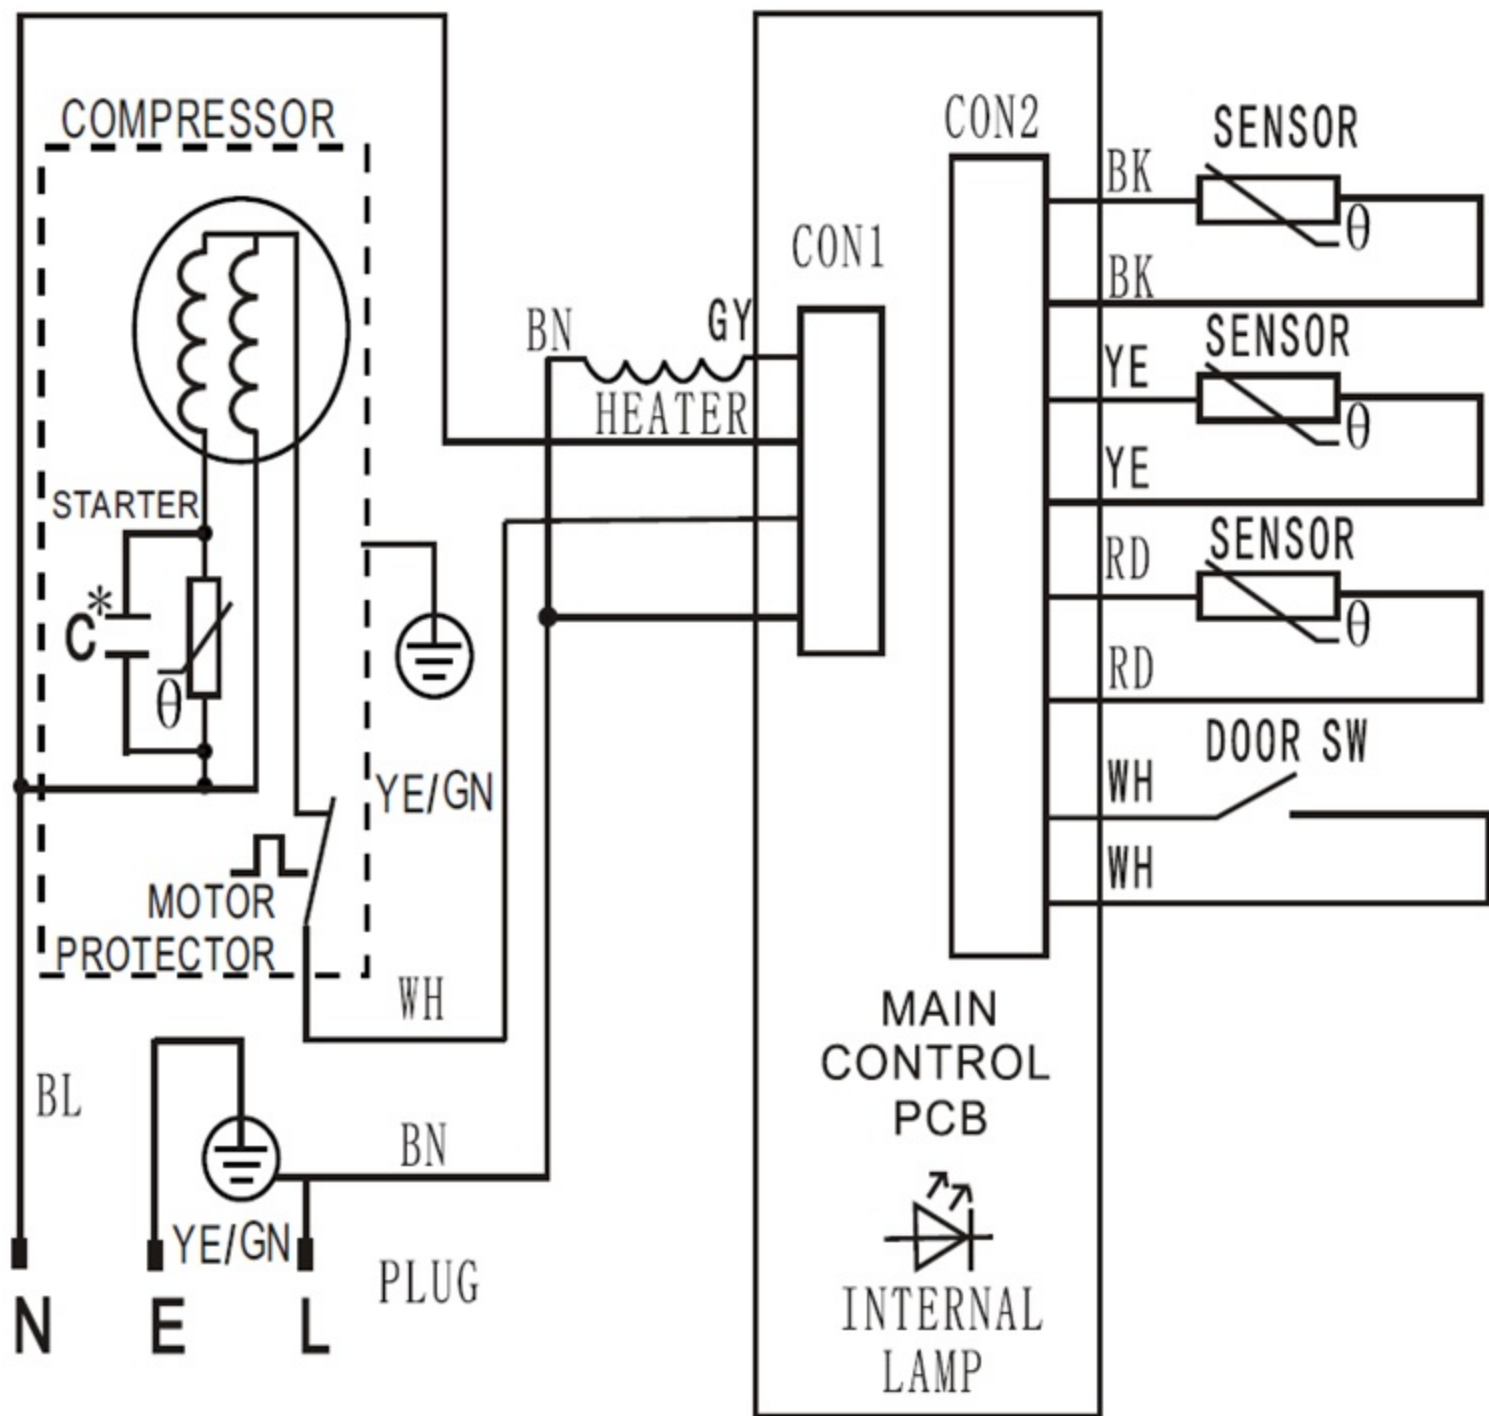 COMPRESSOR
STARTER
C*
θ
MOTOR
PROTECTOR
YE/GN
WH
BL
BN
YE/GN
N
E
L
PLUG
BN
GY
HEATER
CON1
CON2
BK
SENSOR
θ
BK
YE
SENSOR
θ
YE
RD
SENSOR
θ
RD
DOOR SW
WH
WH
MAIN
CONTROL
PCB
INTERNAL
LAMP